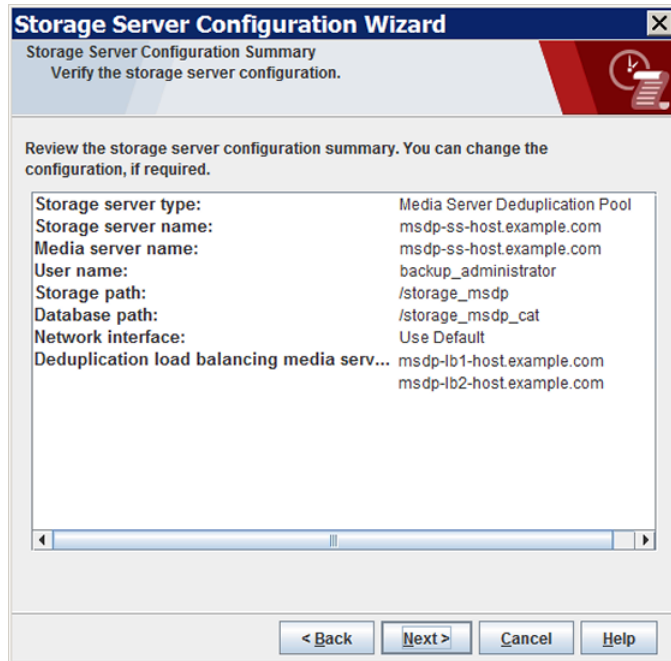 Storage Server Configuration Wizard
Storage Server Configuration Summary
Verify the storage server configuration.
Review the storage server configuration summary. You can change the
configuration, if required.
Storage server type: Media Server Deduplication Pool
Storage server name: msdp-ss-host.example.com
Media server name: msdp-ss-host.example.com
User name: backup_administrator
Storage path: /storage_msdp
Database path: /storage_msdp_cat
Network interface: Use Default
Deduplication load balancing media serv... msdp-lb1-host.example.com
msdp-lb2-host.example.com
< Back Next > Cancel Help